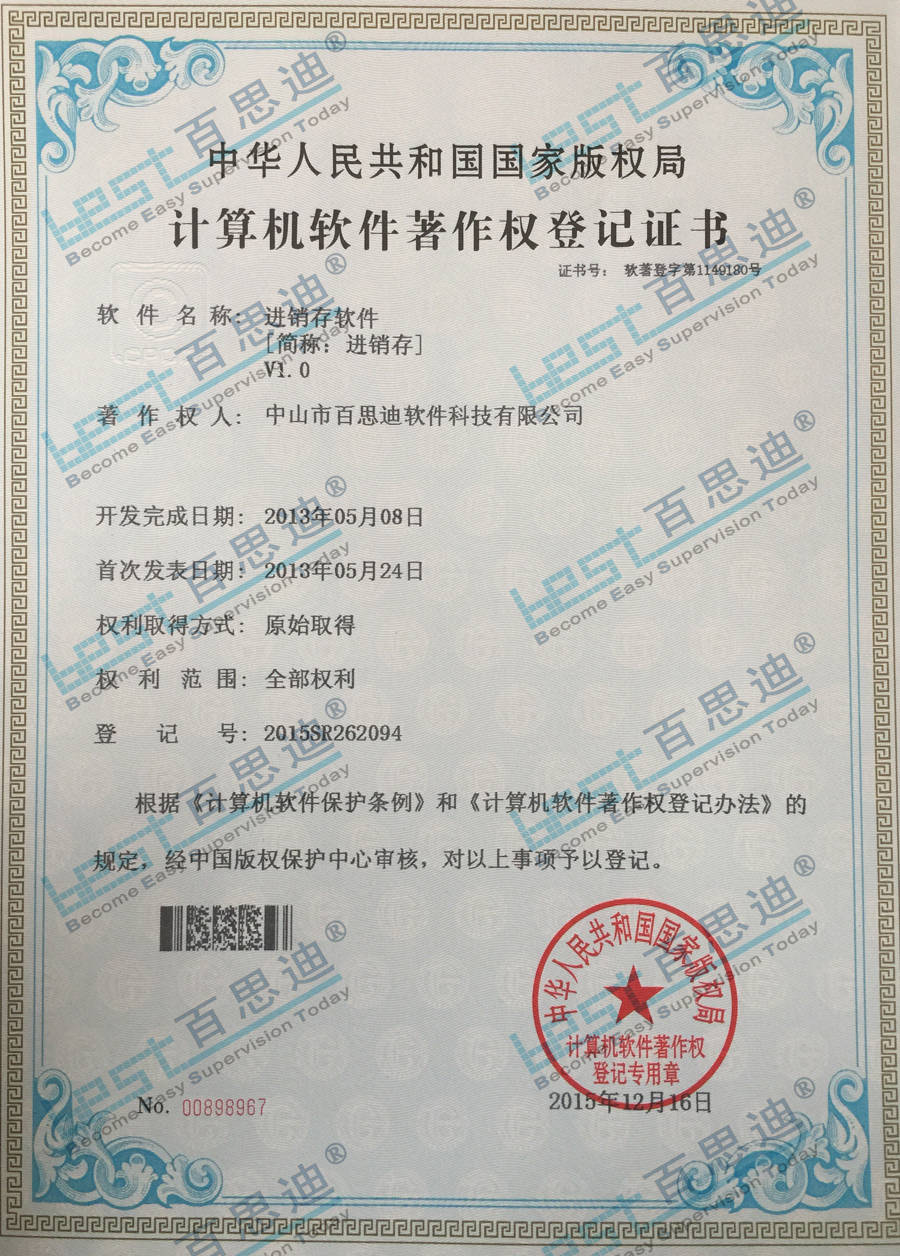 中华人民共和国国家版权局
计算机软件著作权登记证书
证书号: 软著登字第1149180号
软件名称: 进销存软件
[简称:进销存]
V1.0
著作权人: 中山市百思迪软件科技有限公司
开发完成日期: 2013年05月08日
首次发表日期: 2013年05月24日
权利取得方式: 原始取得
权利范围: 全部权利
登记号: 2015SR262094
根据《计算机软件保护条例》和《计算机软件著作权登记办法》的
规定,经中国版权保护中心审核,对以上事项予以登记。
中华人民共和国国家版权局
计算机软件著作权
登记专用章
No. 00898967
2015年12月16日
best百思迪®
Become Easy Supervision Today